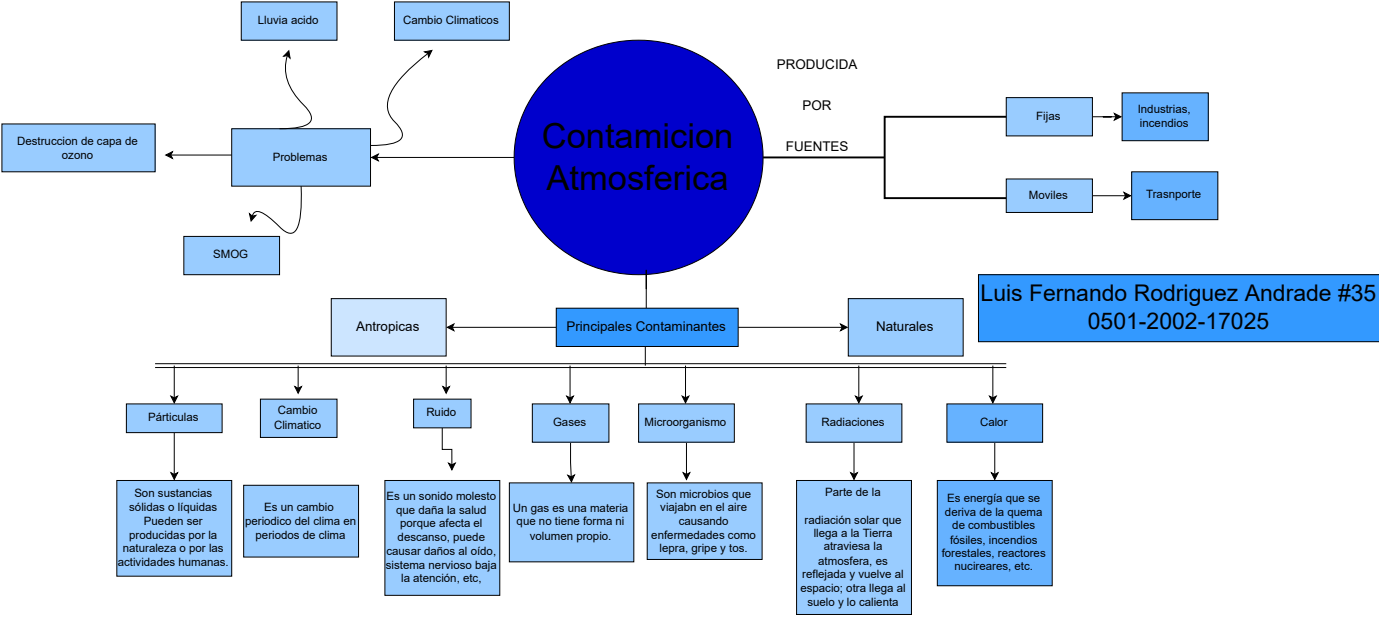 Lluvia acido
Cambio Climaticos
Destruccion de capa de
ozono
Problemas
SMOG
Contamicion
Atmosferica
PRODUCIDA
POR
FUENTES
Fijas
Industrias,
incendios
Moviles
Trasnporte
Luis Fernando Rodriguez Andrade #35
0501-2002-17025
Antropicas
Principales Contaminantes
Naturales
Párticulas
Cambio
Climatico
Ruido
Gases
Microorganismo
Radiaciones
Calor
Son sustancias
sólidas o líquidas
Pueden ser
producidas por la
naturaleza o por las
actividades humanas.
Es un cambio
periodico del clima en
periodos de clima
Es un sonido molesto
que daña la salud
porque afecta el
descanso, puede
causar daños al oído,
sistema nervioso baja
la atención, etc,
Un gas es una materia
que no tiene forma ni
volumen propio.
Son microbios que
viajabn en el aire
causando
enfermedades como
lepra, gripe y tos.
Parte de la
radiación solar que
llega a la Tierra
atraviesa la
atmosfera, es
reflejada y vuelve al
espacio; otra llega al
suelo y lo calienta
Es energía que se
deriva de la quema
de combustibles
fósiles, incendios
forestales, reactores
nucireares, etc.